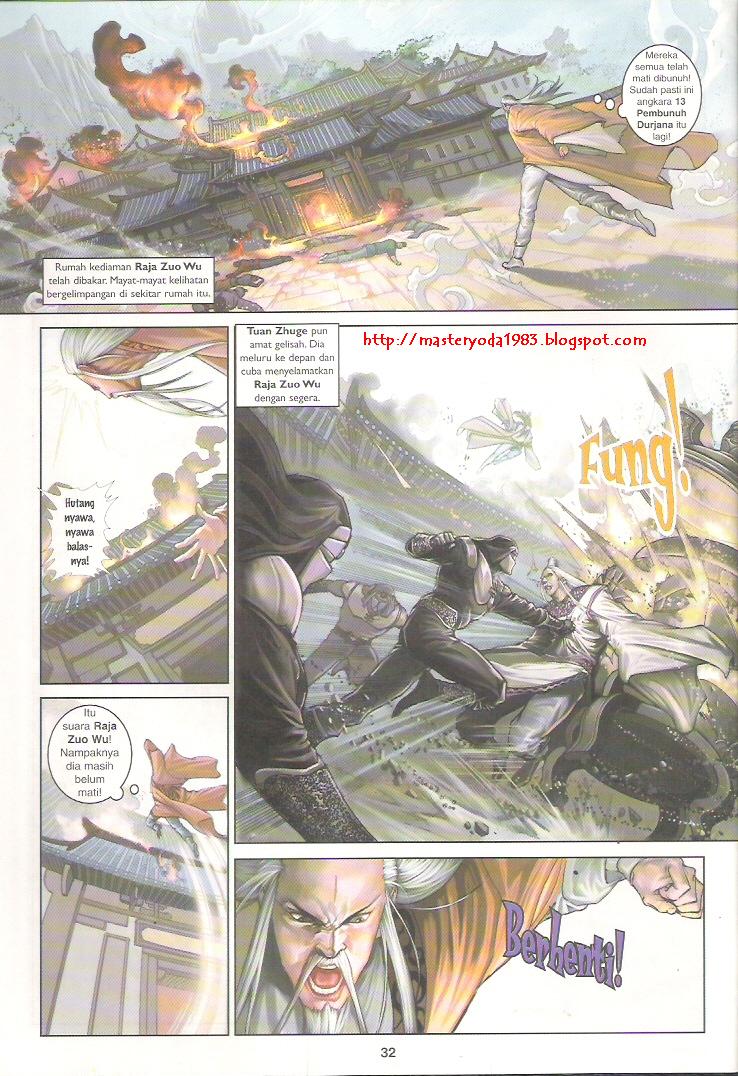 Mereka
semua telah
mati dibunuh!
Sudah pasti ini
angkara 13
Pembunuh
Durjana itu
lagi!
Rumah kediaman Raja Zuo Wu
telah dibakar. Mayat-mayat kelihatan
bergelimpangan di sekitar rumah itu.
Hutang
nyawa,
nyawa
balas-
nya!
Itu
suara Raja
Zuo Wu!
Nampaknya
dia masih
belum
mati!
Tuan Zhuge pun
amat gelisah. Dia
meluru ke depan dan
cuba menyelamatkan
Raja Zuo Wu
dengan segera.
http://masteryoda1983.blogspot.com
Fung!
Berhenti!
32